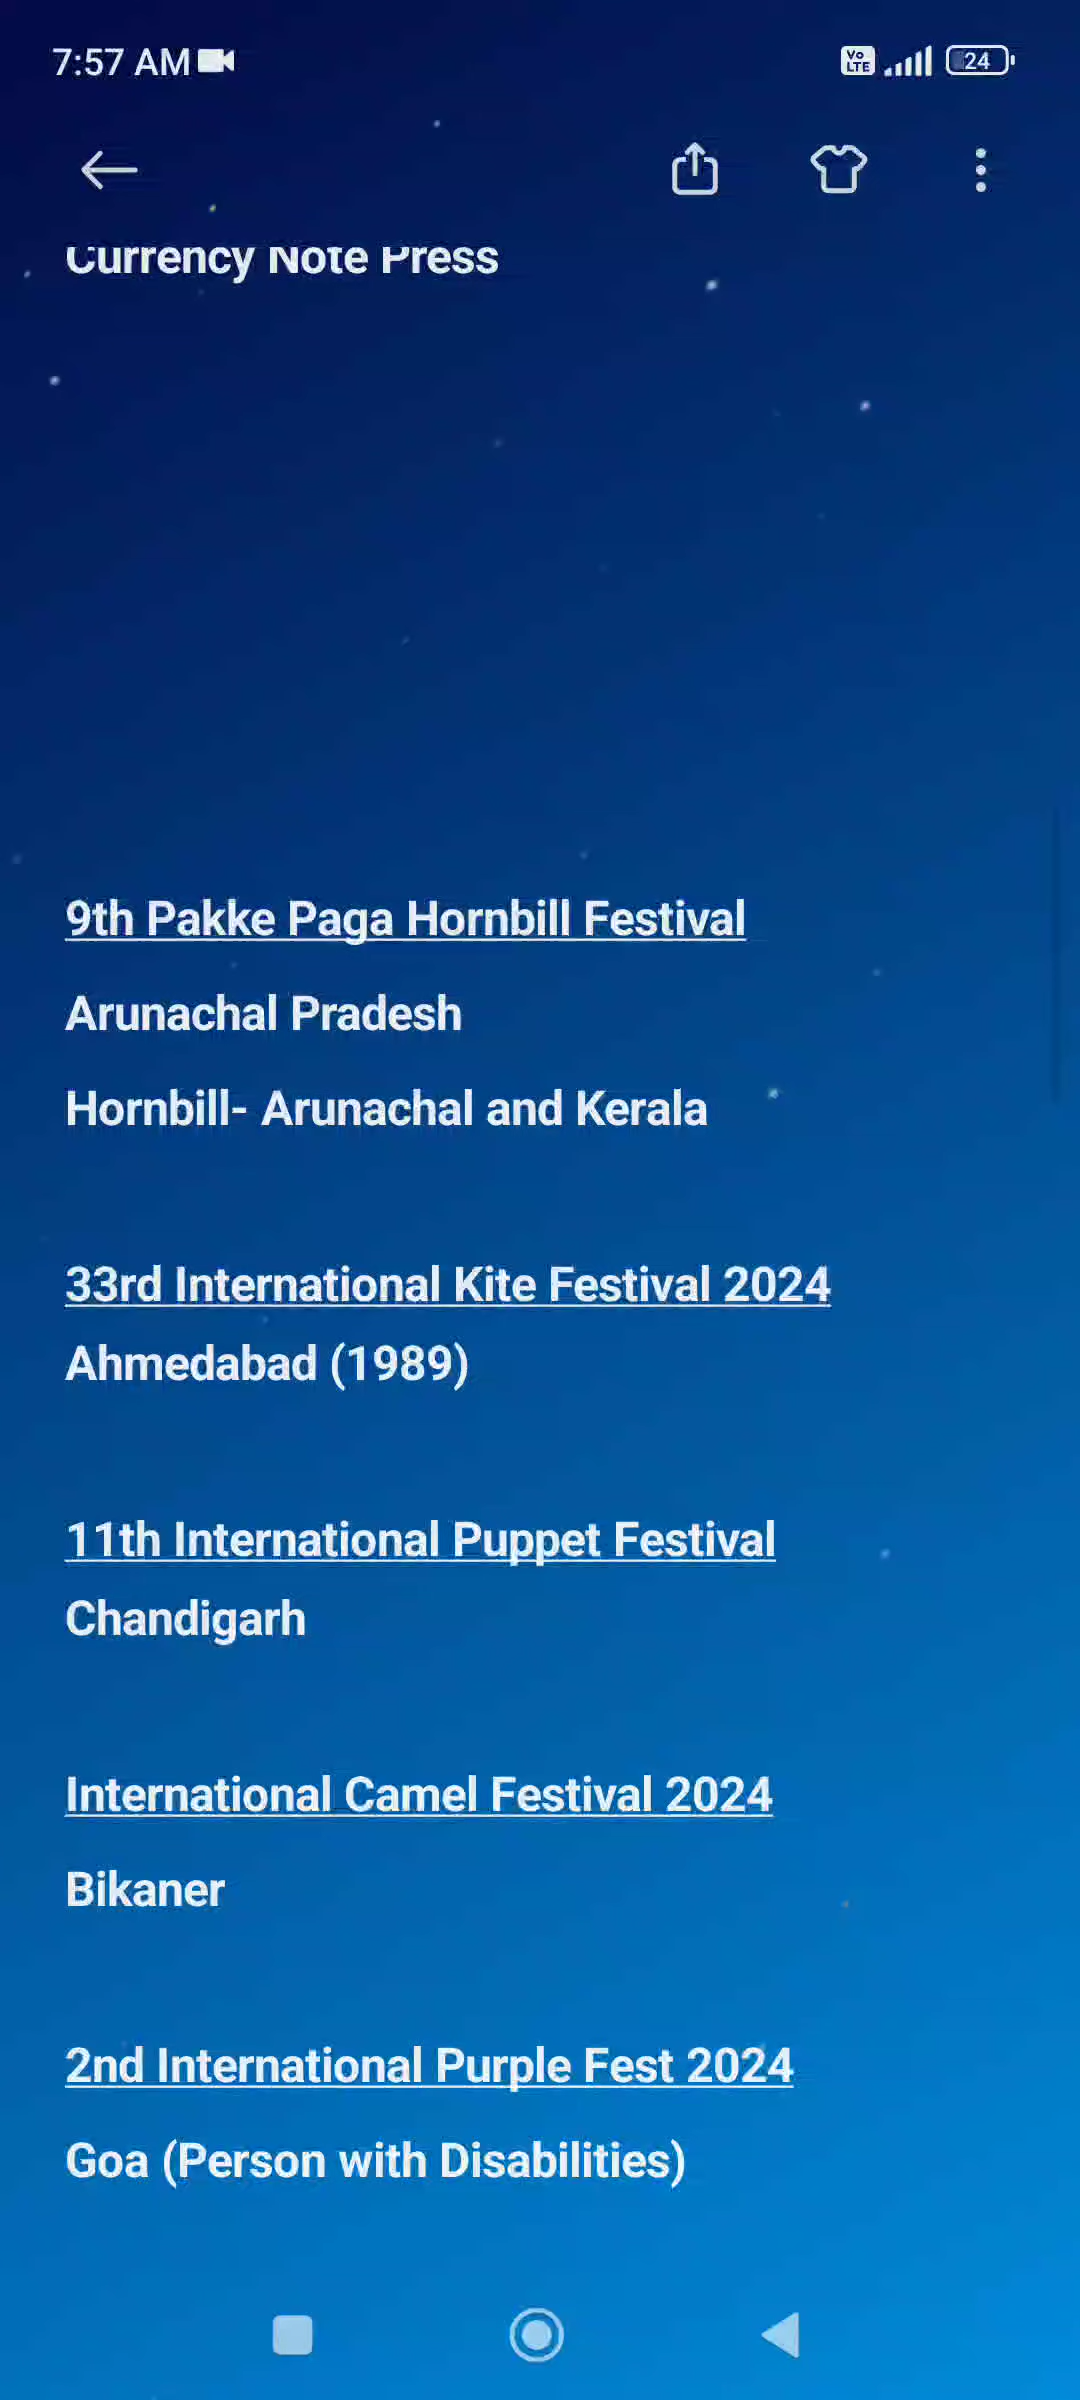 7:57 AM
Vo LTE
24
Currency Note Press
9th Pakke Paga Hornbill Festival
Arunachal Pradesh
Hornbill- Arunachal and Kerala
33rd International Kite Festival 2024
Ahmedabad (1989)
11th International Puppet Festival
Chandigarh
International Camel Festival 2024
Bikaner
2nd International Purple Fest 2024
Goa (Person with Disabilities)